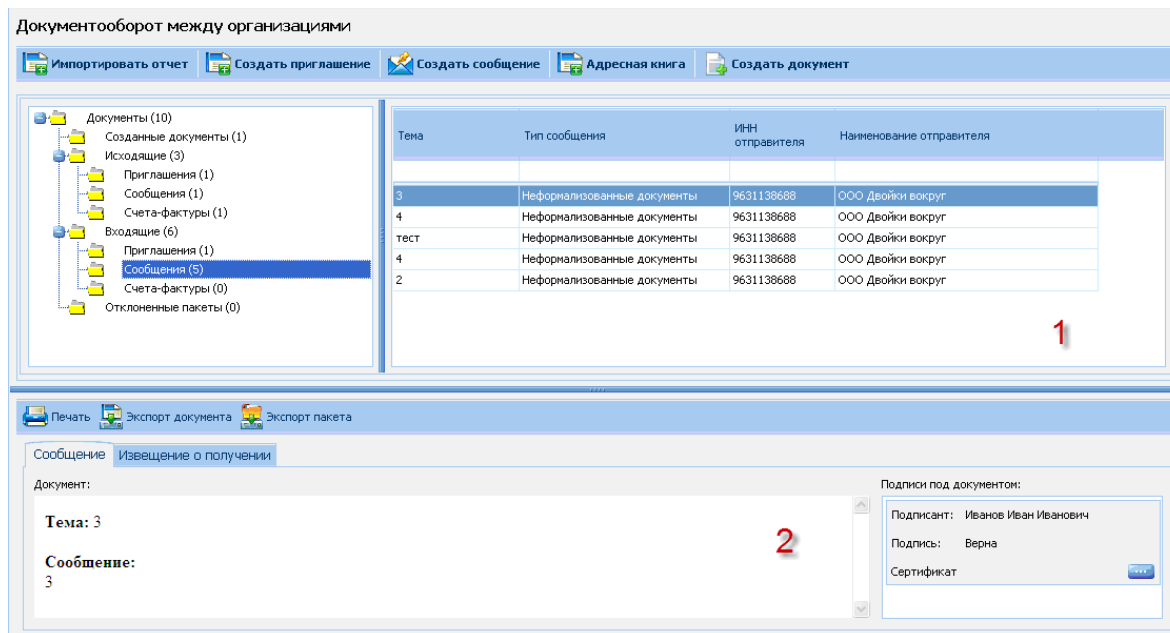 Документооборот между организациями
Импортировать отчет Создать приглашение Создать сообщение Адресная книга Создать документ
Документы (10)
Созданные документы (1)
Исходящие (3)
Приглашения (1)
Сообщения (1)
Счета-фактуры (1)
Входящие (6)
Приглашения (1)
Сообщения (5)
Счета-фактуры (0)
Отклоненные пакеты (0)
Тема Тип сообщения ИНН отправителя Наименование отправителя
3 Неформализованные документы 9631138688 ООО Двойки вокруг
4 Неформализованные документы 9631138688 ООО Двойки вокруг
тест Неформализованные документы 9631138688 ООО Двойки вокруг
4 Неформализованные документы 9631138688 ООО Двойки вокруг
2 Неформализованные документы 9631138688 ООО Двойки вокруг
1
Печать Экспорт документа Экспорт пакета
Сообщение Извещение о получении
Документ:
Тема: 3
Сообщение:
3
2
Подписи под документом:
Подписант: Иванов Иван Иванович
Подпись: Верна
Сертификат ...